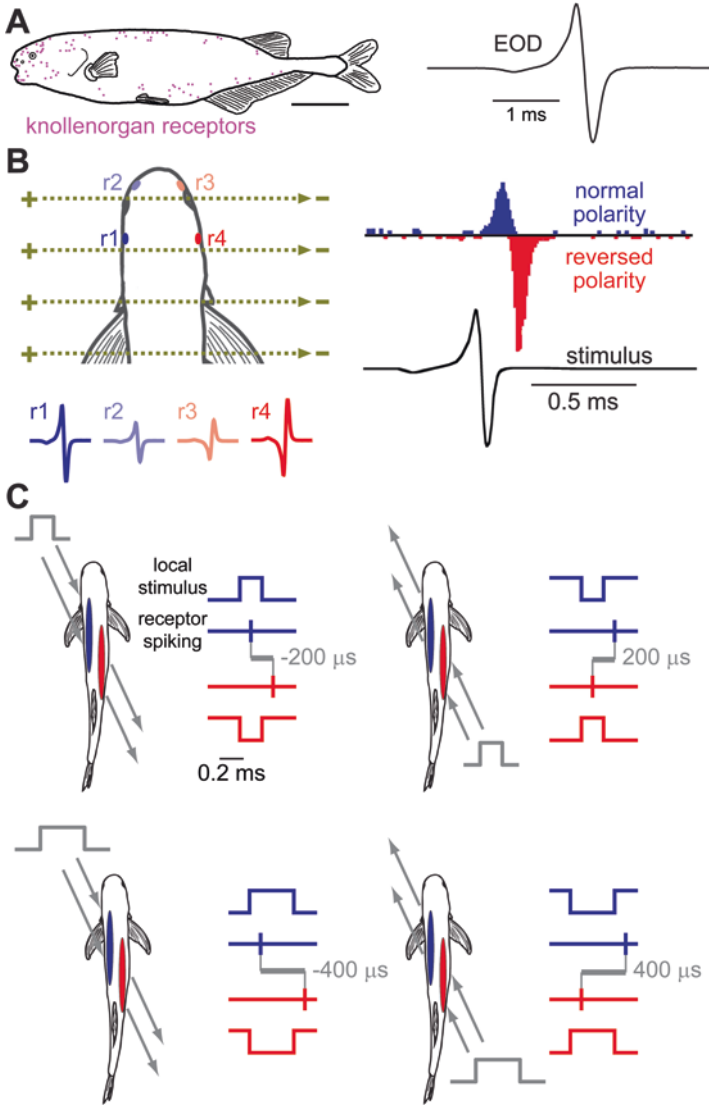 A
EOD
1 ms
knollenorgan receptors
B
r2
r3
+
-
r1
r4
+
-
+
-
+
-
normal
polarity
reversed
polarity
stimulus
0.5 ms
r1
r2
r3
r4
C
local
stimulus
receptor
spiking
-200 µs
0.2 ms
200 µs
-400 µs
400 µs